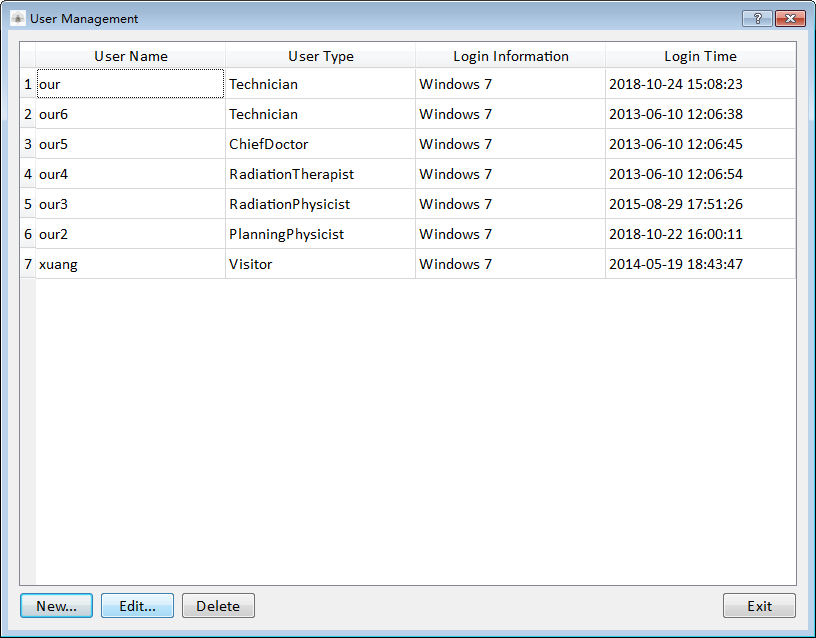 User Management
User Name User Type Login Information Login Time
1 our Technician Windows 7 2018-10-24 15:08:23
2 our6 Technician Windows 7 2013-06-10 12:06:38
3 our5 ChiefDoctor Windows 7 2013-06-10 12:06:45
4 our4 RadiationTherapist Windows 7 2013-06-10 12:06:54
5 our3 RadiationPhysicist Windows 7 2015-08-29 17:51:26
6 our2 PlanningPhysicist Windows 7 2018-10-22 16:00:11
7 xuang Visitor Windows 7 2014-05-19 18:43:47
New... Edit... Delete Exit